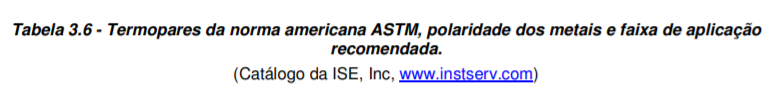 Tabela 3.6 - Termopares da norma americana ASTM, polaridade dos metais e faixa de aplicação
recomendada.
(Catálogo da ISE, Inc, www.instserv.com)